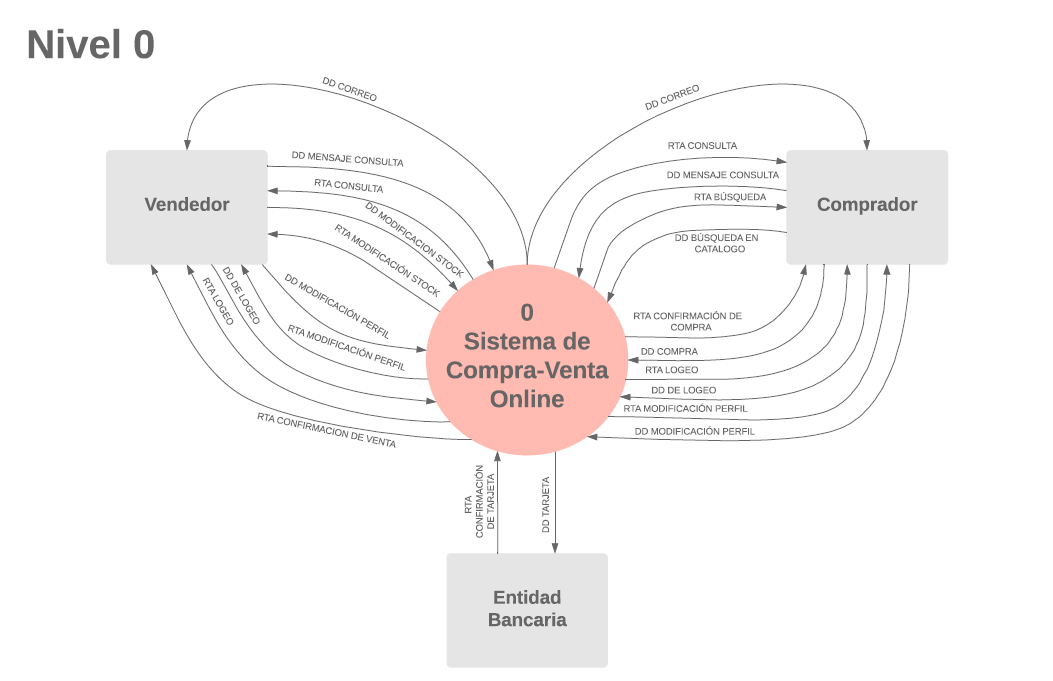 Nivel 0
DD CORREO
DD CORREO
DD MENSAJE CONSULTA
RTA CONSULTA
DD MODIFICACION STOCK
RTA MODIFICACIÓN STOCK
Vendedor
RTA CONSULTA
DD MENSAJE CONSULTA
RTA BÚSQUEDA
DD BÚSQUEDA EN
CATALOGO
Comprador
DD MODIFICACIÓN PERFIL
DD DE LOGEO
RTA LOGEO
RTA MODIFICACIÓN PERFIL
RTA CONFIRMACION DE VENTA
0
Sistema de
Compra-Venta
Online
RTA CONFIRMACIÓN DE
COMPRA
DD COMPRA
RTA LOGEO
DD DE LOGEO
RTA MODIFICACIÓN PERFIL
DD MODIFICACIÓN PERFIL
RTA
CONFIRMACIÓN
DE TARJETA
DD TARJETA
Entidad
Bancaria